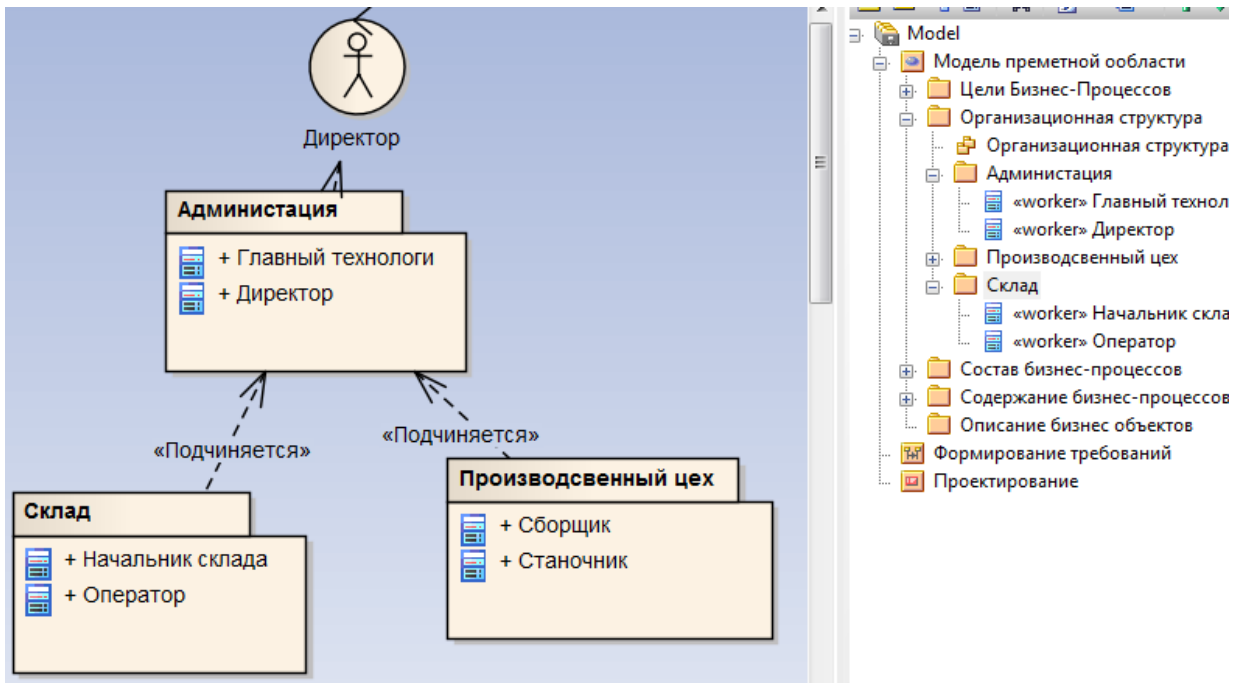 Директор
Администация
+ Главный технологи
+ Директор
«Подчиняется»
«Подчиняется»
Склад
+ Начальник склада
+ Оператор
Производсвенный цех
+ Сборщик
+ Станочник
Model
Модель преметной ообласти
Цели Бизнес-Процессов
Организационная структура
Организационная структура
Администация
«worker» Главный технол
«worker» Директор
Производсвенный цех
Склад
«worker» Начальник скла
«worker» Оператор
Состав бизнес-процессов
Содержание бизнес-процессов
Описание бизнес объектов
Формирование требований
Проектирование